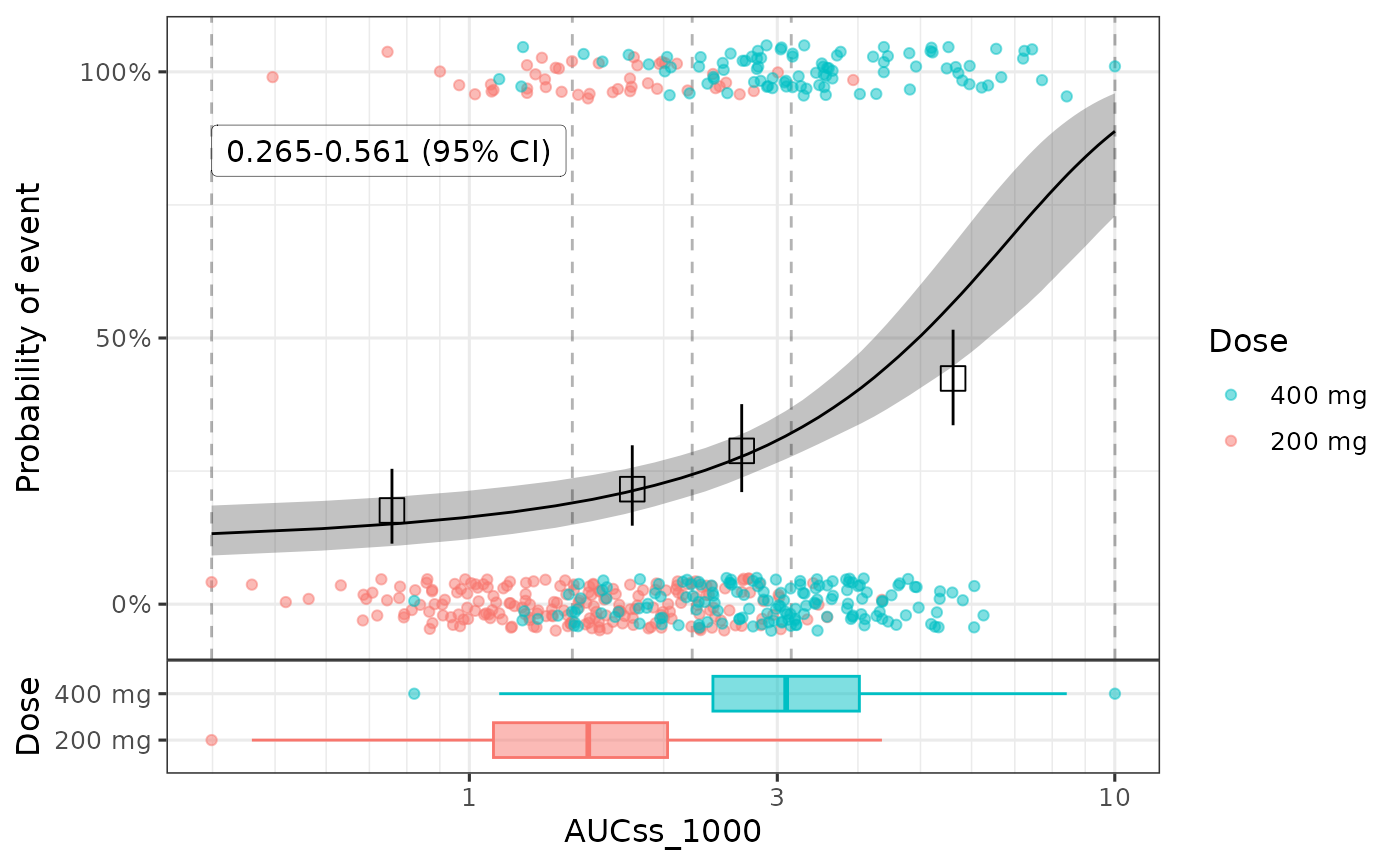 100%
0.265-0.561 (95% CI)
Probability of event
50%
0%
Dose
400 mg
200 mg
Dose
400 mg
200 mg
1
3
10
AUCss_1000